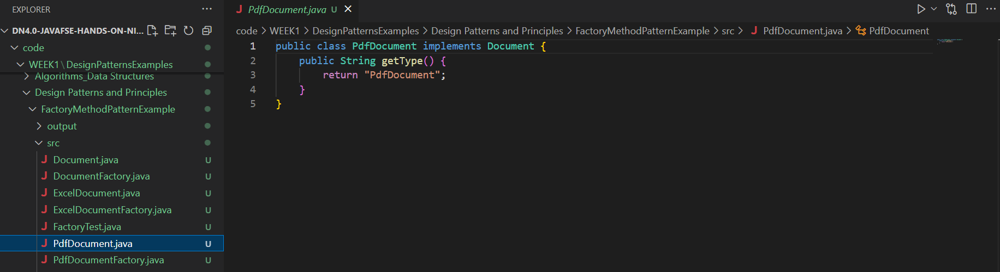 EXPLORER
DN4.0-JAVAFSE-HANDS-ON-NI...
code
WEEK1\DesignPatternsExamples
Algorithms_Data Structures
Design Patterns and Principles
FactoryMethodPatternExample
output
src
J Document.java U
J DocumentFactory.java U
J ExcelDocument.java U
J ExcelDocumentFactory.java U
J FactoryTest.java U
J PdfDocument.java U
J PdfDocumentFactory.java U
J PdfDocument.java U
code > WEEK1 > DesignPatternsExamples > Design Patterns and Principles > FactoryMethodPatternExample > src > J PdfDocument.java > PdfDocument
1 public class PdfDocument implements Document {
2     public String getType() {
3         return "PdfDocument";
4     }
5 }